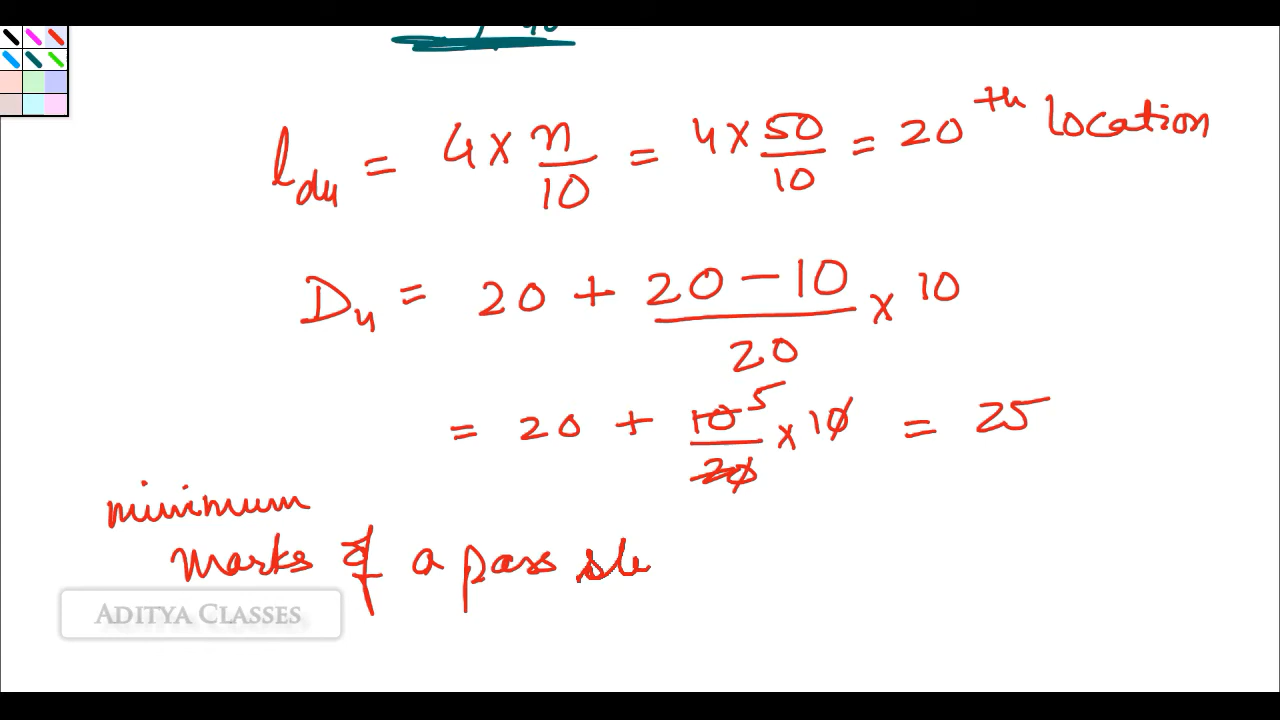 l_d4 = 4 × n/10 = 4 × 50/10 = 20th location
D4 = 20 + (20 − 10)/20 × 10
= 20 + 10/20 × 10 5 = 25
minimum
marks of a pass
ADITYA CLASSES